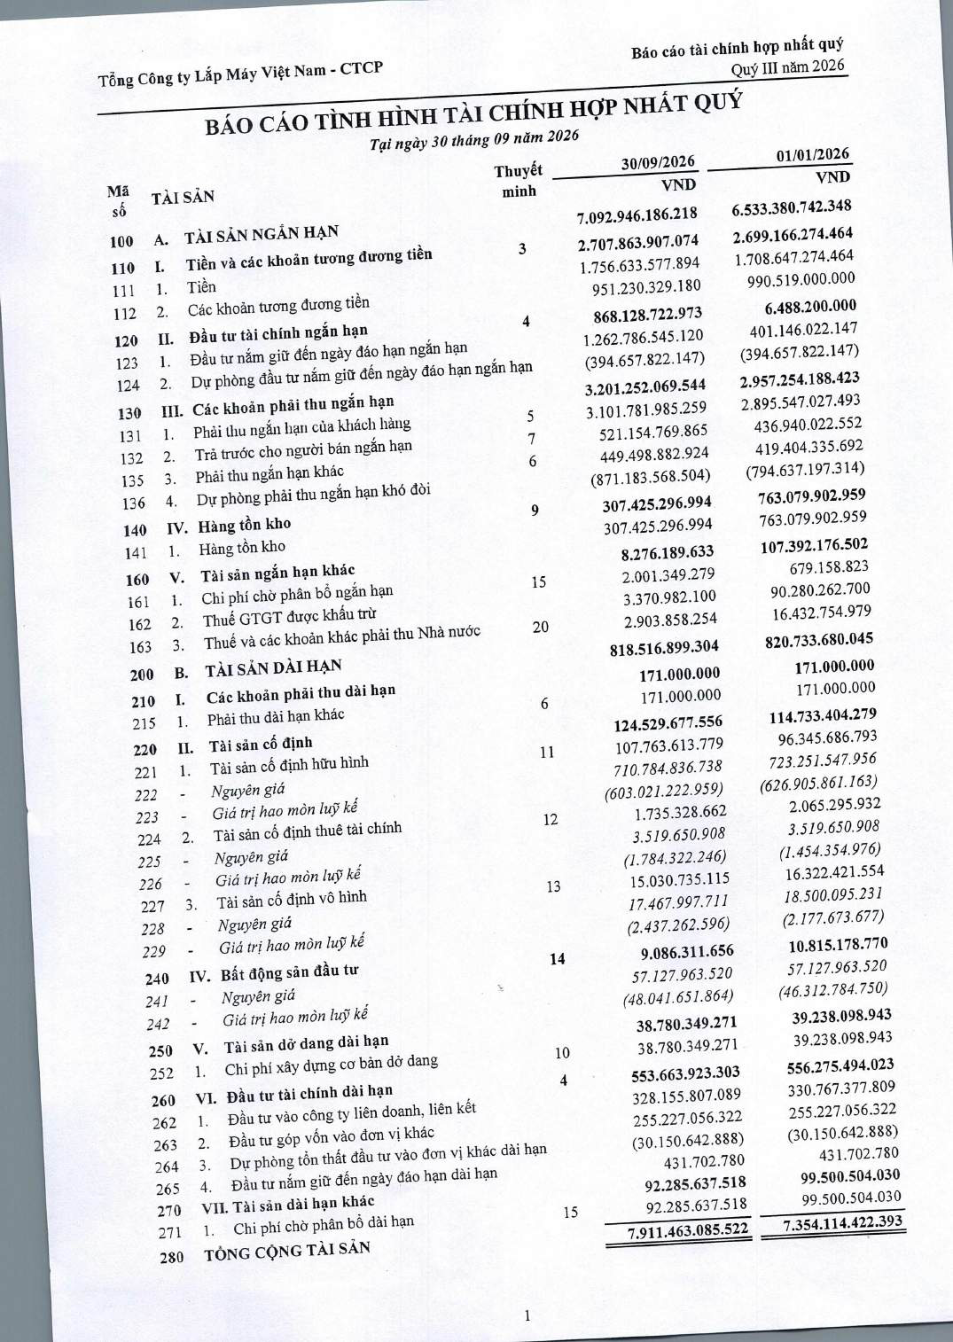 Tổng Công ty Lắp Máy Việt Nam - CTCP
Báo cáo tài chính hợp nhất quý
Quý III năm 2026
BÁO CÁO TÌNH HÌNH TÀI CHÍNH HỢP NHẤT QUÝ
Tại ngày 30 tháng 09 năm 2026
Mã số TÀI SẢN Thuyết minh 30/09/2026 VND 01/01/2026 VND
100 A. TÀI SẢN NGẮN HẠN 7.092.946.186.218 6.533.380.742.348
110 I. Tiền và các khoản tương đương tiền 3 2.707.863.907.074 2.699.166.274.464
111 1. Tiền 1.756.633.577.894 1.708.647.274.464
112 2. Các khoản tương đương tiền 951.230.329.180 990.519.000.000
120 II. Đầu tư tài chính ngắn hạn 4 868.128.722.973 6.488.200.000
123 1. Đầu tư nắm giữ đến ngày đáo hạn ngắn hạn 1.262.786.545.120 401.146.022.147
124 2. Dự phòng đầu tư nắm giữ đến ngày đáo hạn ngắn hạn (394.657.822.147) (394.657.822.147)
130 III. Các khoản phải thu ngắn hạn 3.201.252.069.544 2.957.254.188.423
131 1. Phải thu ngắn hạn của khách hàng 5 3.101.781.985.259 2.895.547.027.493
132 2. Trả trước cho người bán ngắn hạn 7 521.154.769.865 436.940.022.552
135 3. Phải thu ngắn hạn khác 6 449.498.882.924 419.404.335.692
136 4. Dự phòng phải thu ngắn hạn khó đòi (871.183.568.504) (794.637.197.314)
140 IV. Hàng tồn kho 9 307.425.296.994 763.079.902.959
141 1. Hàng tồn kho 307.425.296.994 763.079.902.959
160 V. Tài sản ngắn hạn khác 8.276.189.633 107.392.176.502
161 1. Chi phí chờ phân bổ ngắn hạn 15 2.001.349.279 679.158.823
162 2. Thuế GTGT được khấu trừ 3.370.982.100 90.280.262.700
163 3. Thuế và các khoản khác phải thu Nhà nước 20 2.903.858.254 16.432.754.979
200 B. TÀI SẢN DÀI HẠN 818.516.899.304 820.733.680.045
210 I. Các khoản phải thu dài hạn 171.000.000 171.000.000
215 1. Phải thu dài hạn khác 6 171.000.000 171.000.000
220 II. Tài sản cố định 124.529.677.556 114.733.404.279
221 1. Tài sản cố định hữu hình 11 107.763.613.779 96.345.686.793
222 - Nguyên giá 710.784.836.738 723.251.547.956
223 - Giá trị hao mòn luỹ kế (603.021.222.959) (626.905.861.163)
224 2. Tài sản cố định thuê tài chính 12 1.735.328.662 2.065.295.932
225 - Nguyên giá 3.519.650.908 3.519.650.908
226 - Giá trị hao mòn luỹ kế (1.784.322.246) (1.454.354.976)
227 3. Tài sản cố định vô hình 13 15.030.735.115 16.322.421.554
228 - Nguyên giá 17.467.997.711 18.500.095.231
229 - Giá trị hao mòn luỹ kế (2.437.262.596) (2.177.673.677)
240 IV. Bất động sản đầu tư 14 9.086.311.656 10.815.178.770
241 - Nguyên giá 57.127.963.520 57.127.963.520
242 - Giá trị hao mòn luỹ kế (48.041.651.864) (46.312.784.750)
250 V. Tài sản dở dang dài hạn 38.780.349.271 39.238.098.943
252 1. Chi phí xây dựng cơ bản dở dang 10 38.780.349.271 39.238.098.943
260 VI. Đầu tư tài chính dài hạn 4 553.663.923.303 556.275.494.023
262 1. Đầu tư vào công ty liên doanh, liên kết 328.155.807.089 330.767.377.809
263 2. Đầu tư góp vốn vào đơn vị khác 255.227.056.322 255.227.056.322
264 3. Dự phòng tổn thất đầu tư vào đơn vị khác dài hạn (30.150.642.888) (30.150.642.888)
265 4. Đầu tư nắm giữ đến ngày đáo hạn dài hạn 431.702.780 431.702.780
270 VII. Tài sản dài hạn khác 92.285.637.518 99.500.504.030
271 1. Chi phí chờ phân bổ dài hạn 15 92.285.637.518 99.500.504.030
280 TỔNG CỘNG TÀI SẢN 7.911.463.085.522 7.354.114.422.393
1